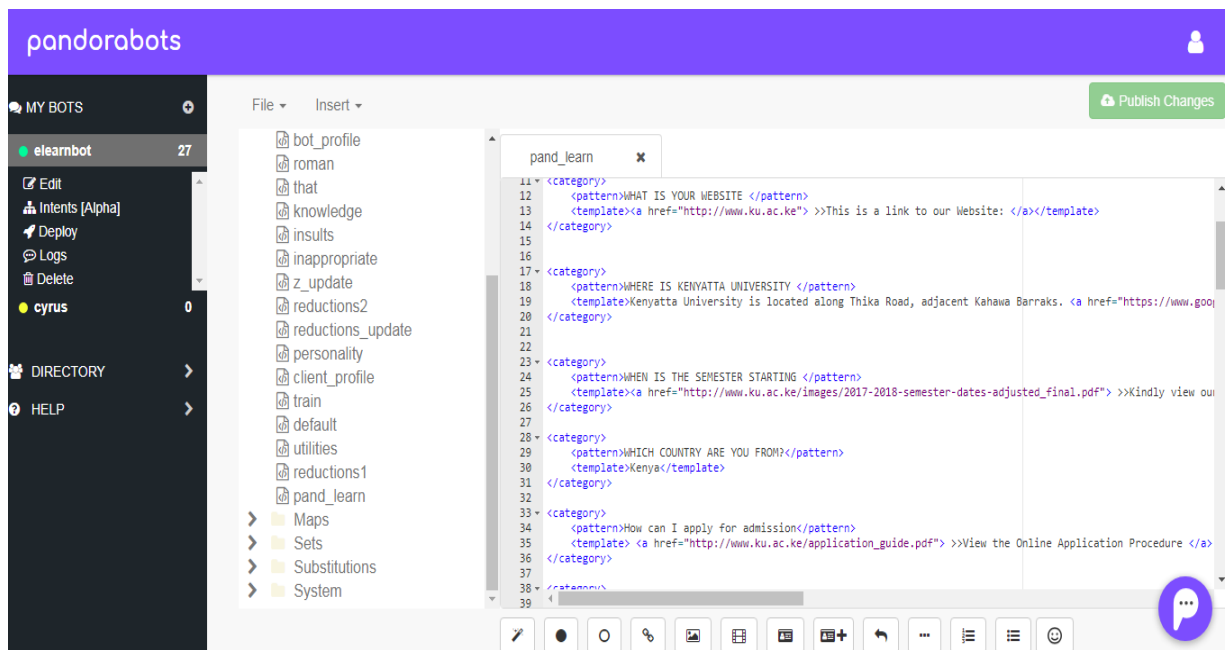 pandorabots
MY BOTS
elearnbot 27
Edit
Intents [Alpha]
Deploy
Logs
Delete
cyrus 0
DIRECTORY
HELP
File Insert
Publish Changes
bot_profile
roman
that
knowledge
insults
inappropriate
z_update
reductions2
reductions_update
personality
client_profile
train
default
utilities
reductions1
pand_learn
Maps
Sets
Substitutions
System
pand_learn
11 <category>
12 <pattern>WHAT IS YOUR WEBSITE </pattern>
13 <template><a href="http://www.ku.ac.ke"> >>This is a link to our Website: </a></template>
14 </category>
15
16
17 <category>
18 <pattern>WHERE IS KENYATTA UNIVERSITY </pattern>
19 <template>Kenyatta University is located along Thika Road, adjacent Kahawa Barraks. <a href="https://www.goog
20 </category>
21
22
23 <category>
24 <pattern>WHEN IS THE SEMESTER STARTING </pattern>
25 <template><a href="http://www.ku.ac.ke/images/2017-2018-semester-dates-adjusted_final.pdf"> >>Kindly view our
26 </category>
27
28 <category>
29 <pattern>WHICH COUNTRY ARE YOU FROM?</pattern>
30 <template>Kenya</template>
31 </category>
32
33 <category>
34 <pattern>How can I apply for admission</pattern>
35 <template> <a href="http://www.ku.ac.ke/application_guide.pdf"> >>View the Online Application Procedure </a>
36 </category>
37
38 <category>
39